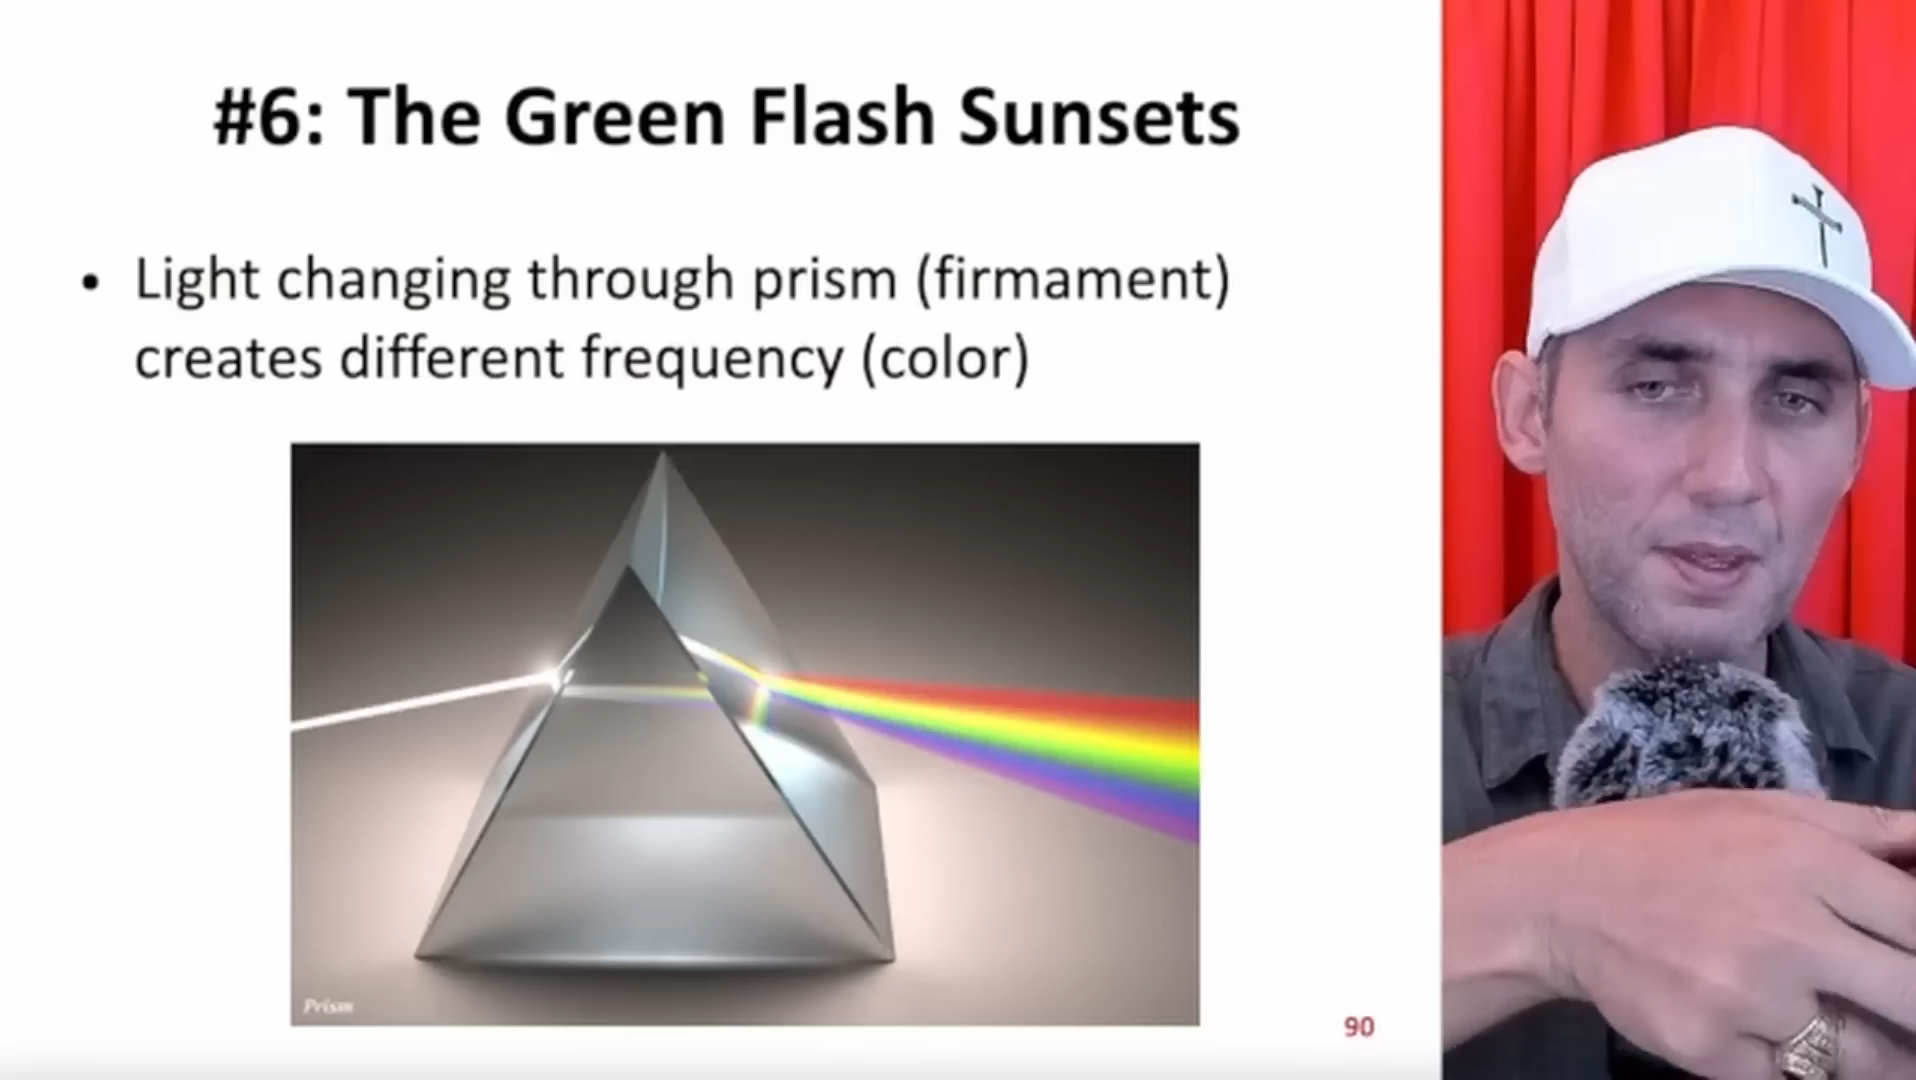 #6: The Green Flash Sunsets
• Light changing through prism (firmament)
creates different frequency (color)
Prism
90